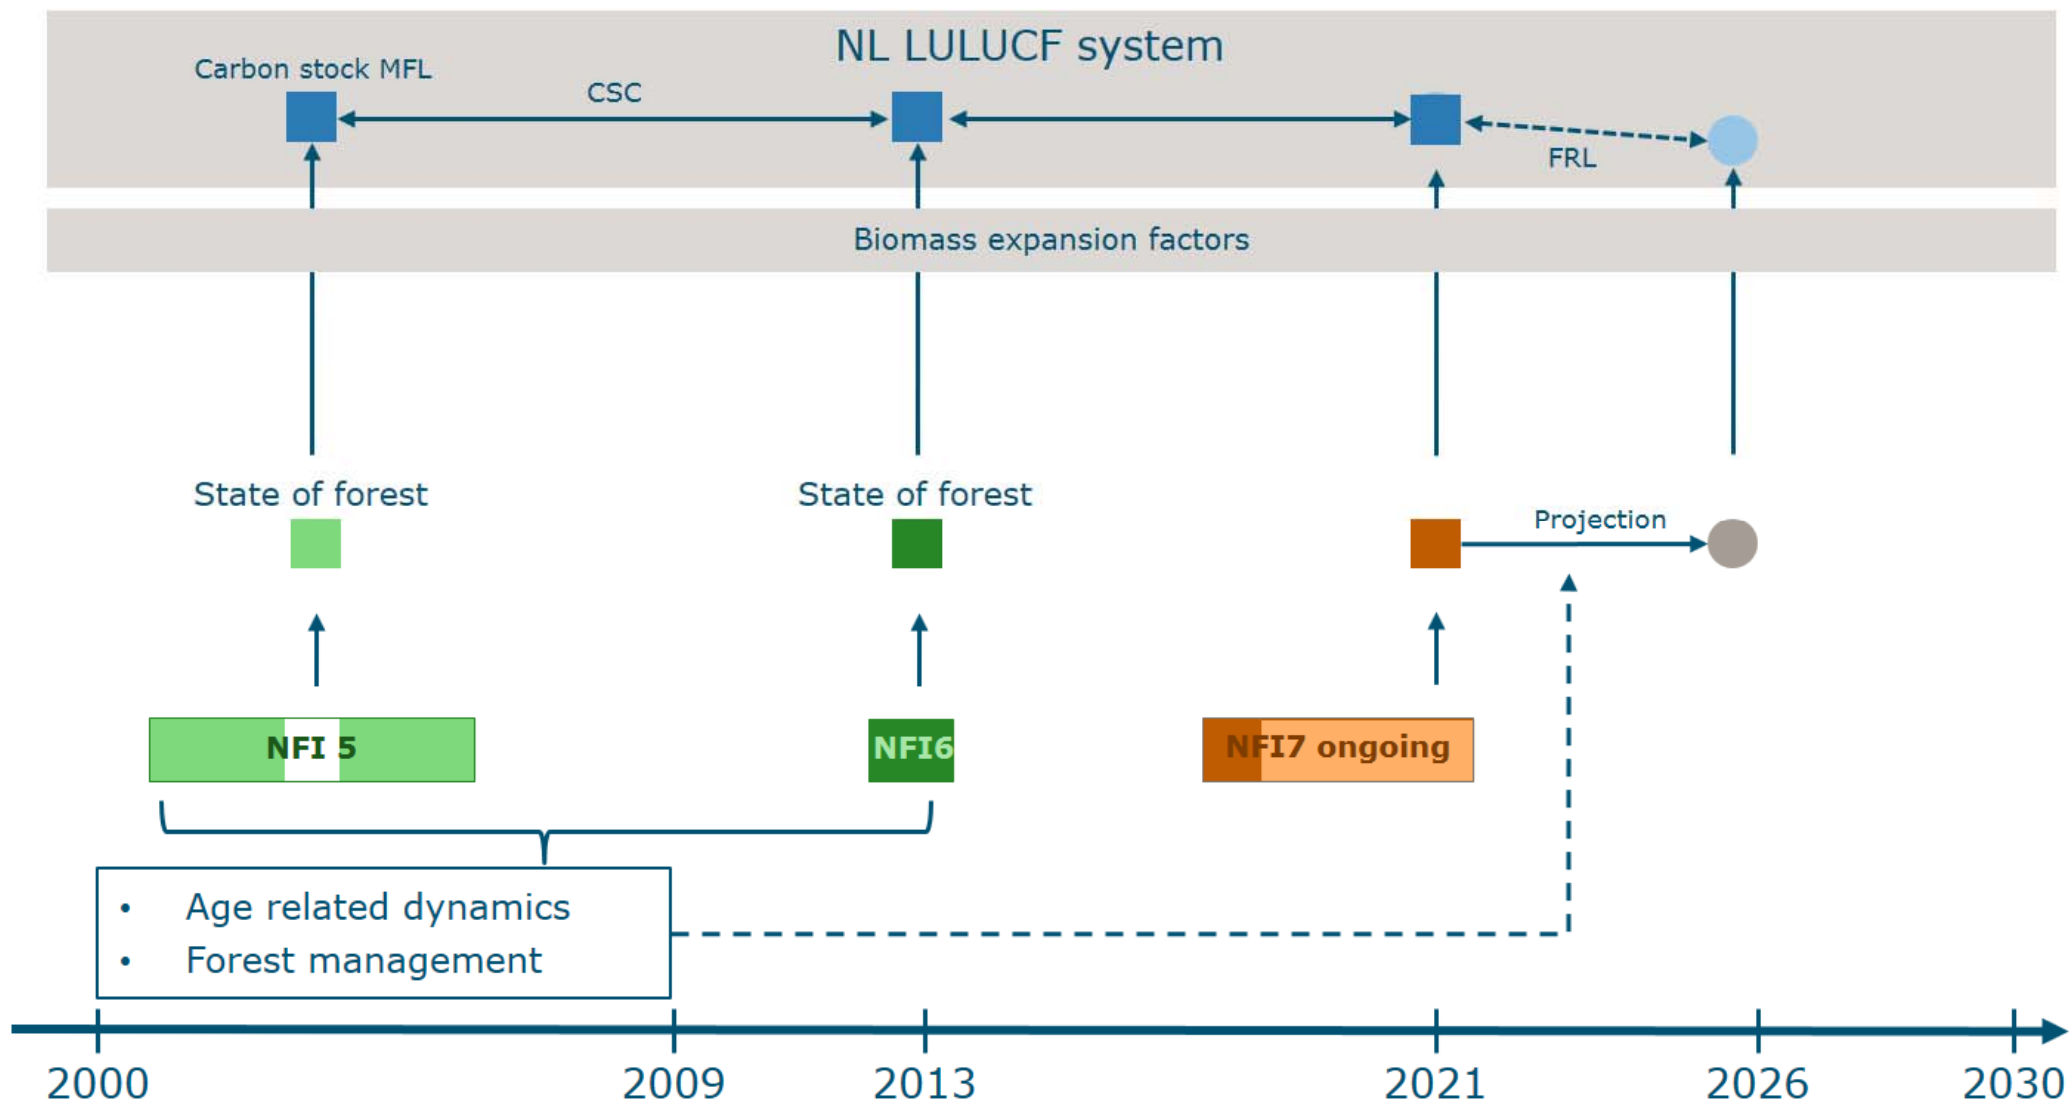 NL LULUCF system
Carbon stock MFL
CSC
FRL
Biomass expansion factors
State of forest
State of forest
Projection
NFI 5
NFI6
NFI7 ongoing
• Age related dynamics
• Forest management
2000
2009
2013
2021
2026
2030